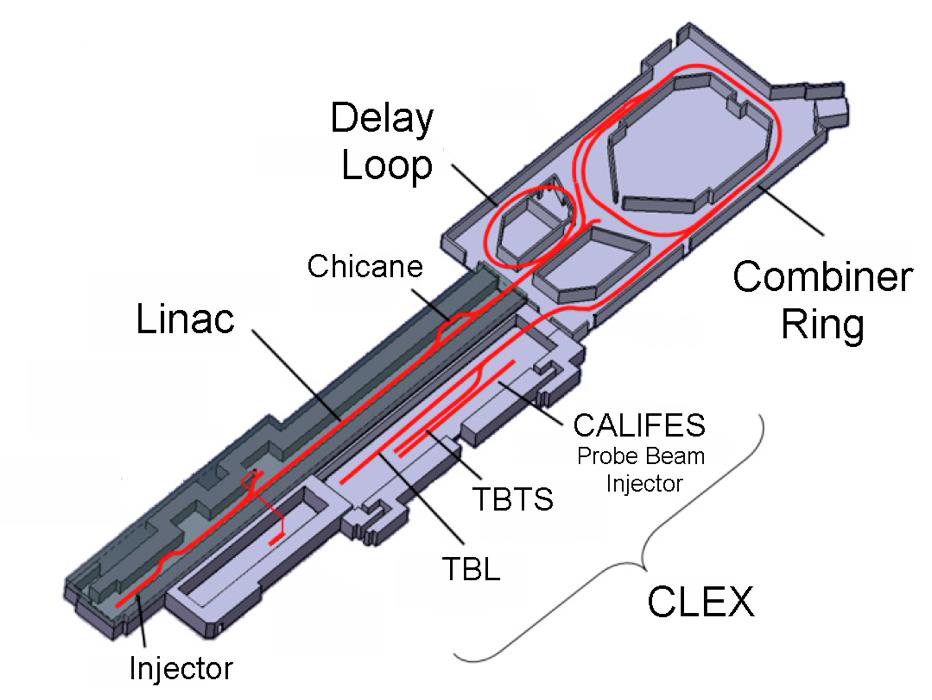 Delay
Loop
Chicane
Linac
Combiner
Ring
CALIFES
Probe Beam
Injector
TBTS
TBL
CLEX
Injector